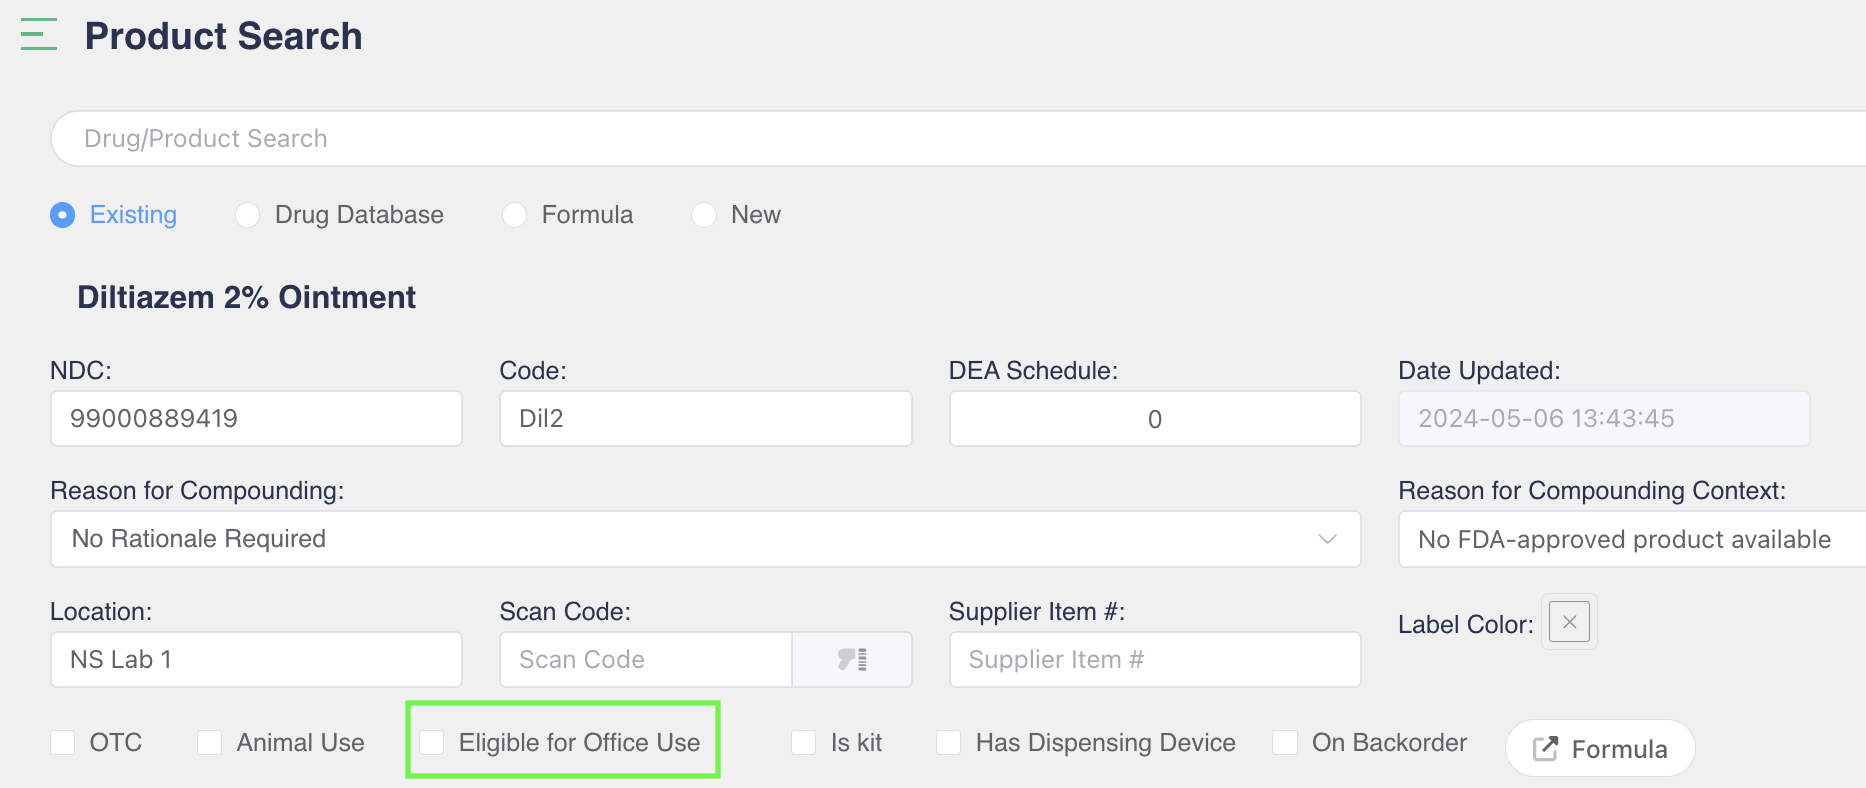 Product Search
Drug/Product Search
Existing Drug Database Formula New
Diltiazem 2% Ointment
NDC: Code: DEA Schedule: Date Updated:
99000889419 Dil2 0 2024-05-06 13:43:45
Reason for Compounding: Reason for Compounding Context:
No Rationale Required No FDA-approved product available
Location: Scan Code: Supplier Item #: Label Color:
NS Lab 1 Scan Code Supplier Item #
OTC Animal Use Eligible for Office Use Is kit Has Dispensing Device On Backorder Formula